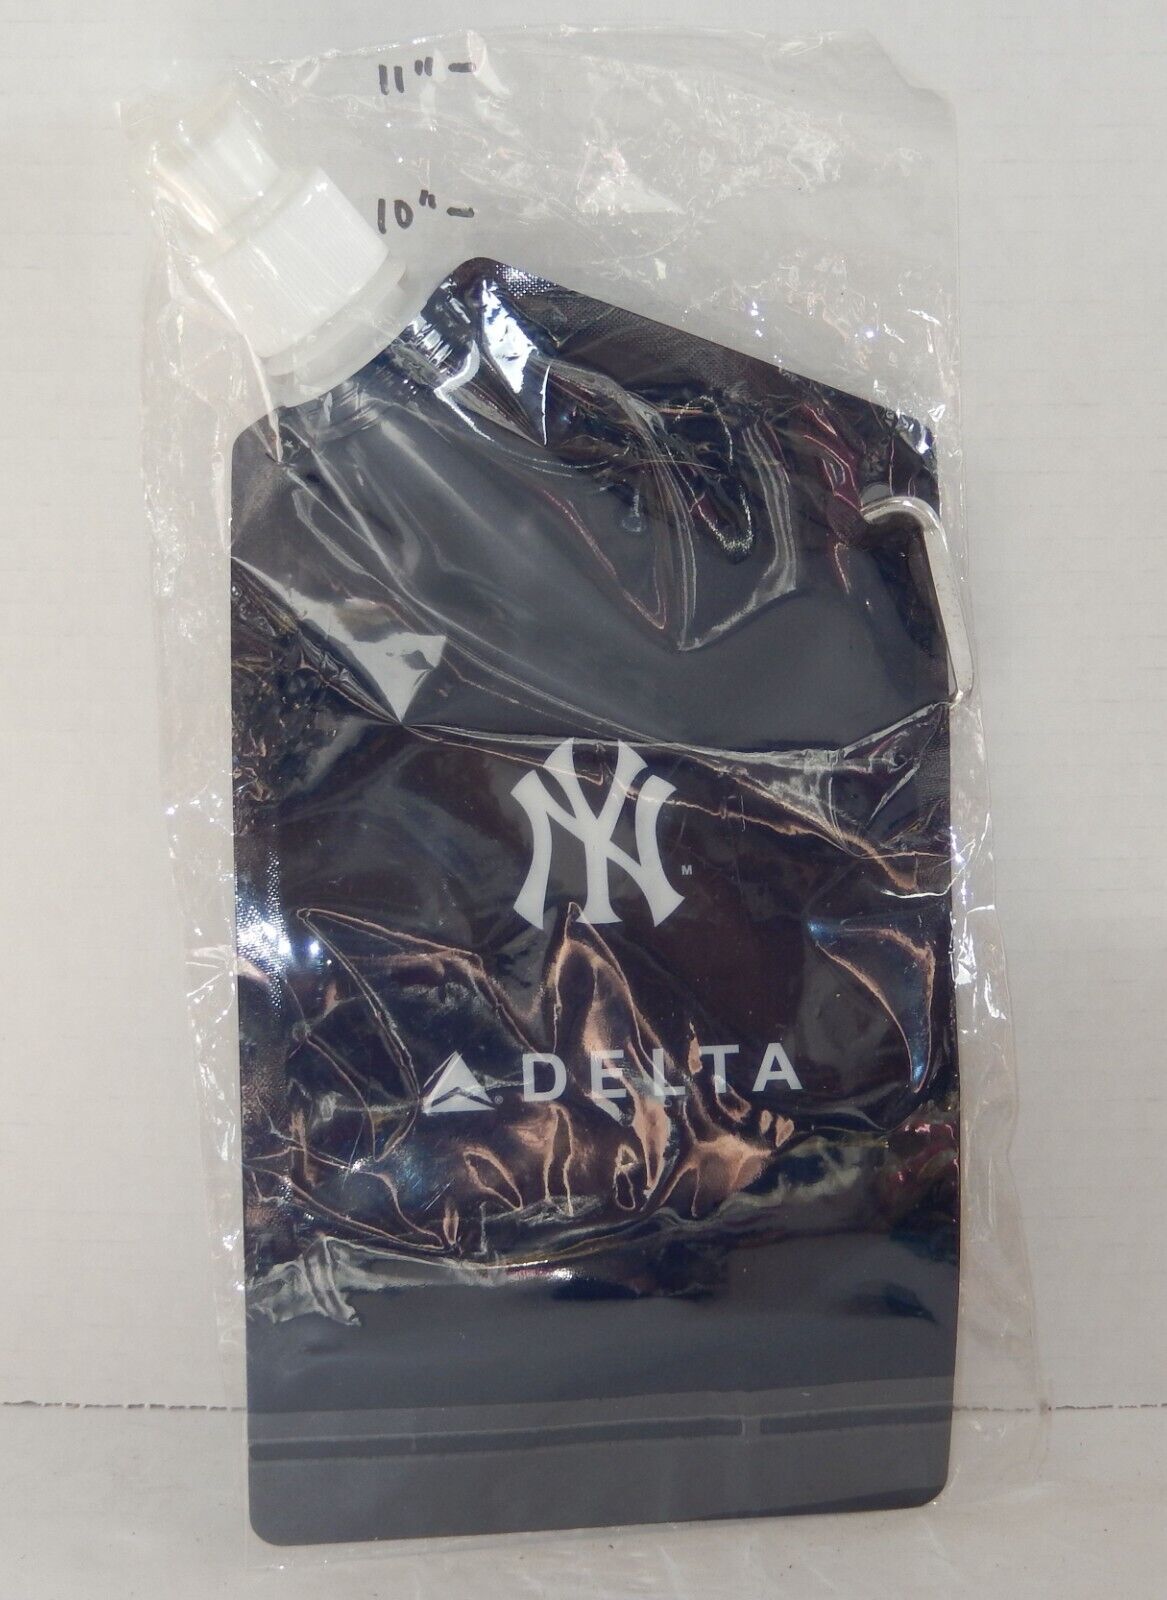 11" -
10" -
NY
M
DELTA
®